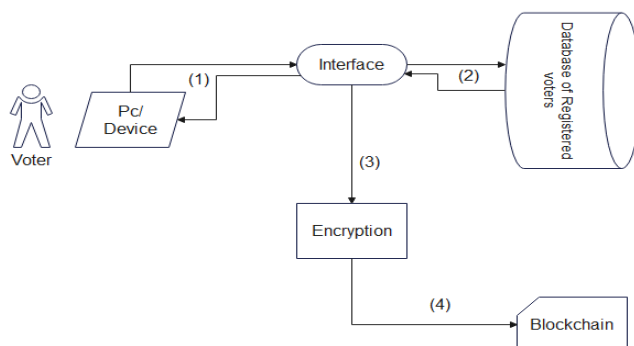 Interface
(1)
(2)
Database of Registered
voters
Pc/
Device
Voter
(3)
Encryption
(4)
Blockchain